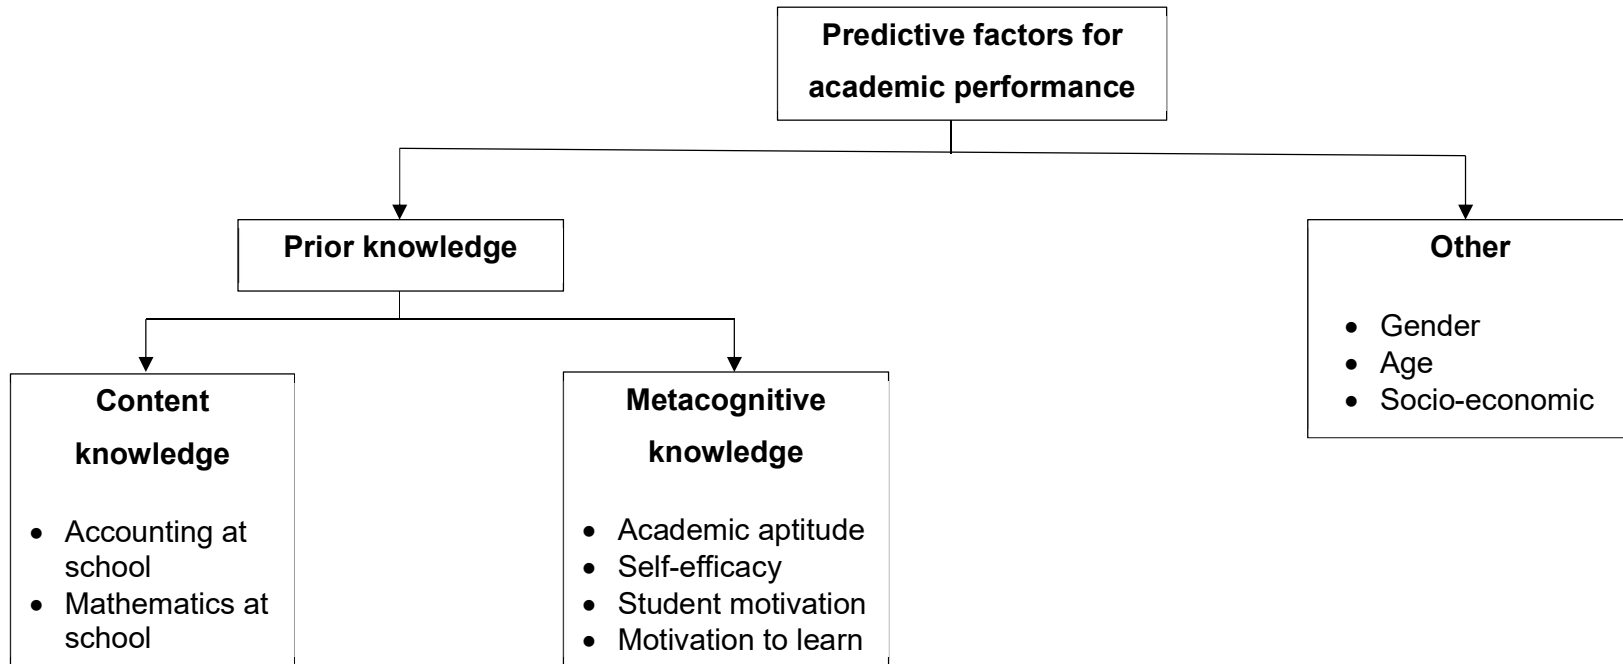 Predictive factors for
academic performance
Prior knowledge
Other
• Gender
• Age
• Socio-economic
Content
knowledge
• Accounting at
school
• Mathematics at
school
Metacognitive
knowledge
• Academic aptitude
• Self-efficacy
• Student motivation
• Motivation to learn